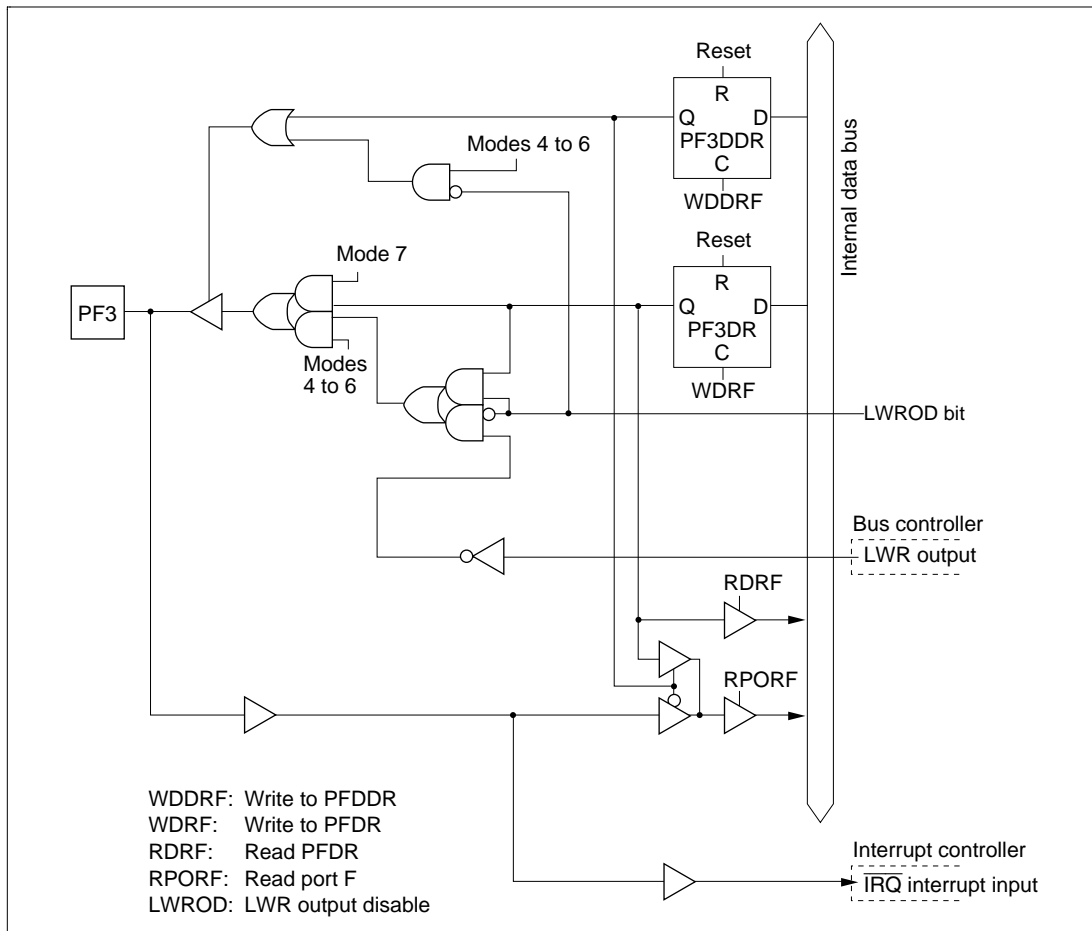 Reset
R
Q D
PF3DDR
C
WDDRF
Modes 4 to 6
Internal data bus
Reset
R
Q D
PF3DR
C
WDRF
Mode 7
PF3
Modes
4 to 6
LWROD bit
Bus controller
LWR output
RDRF
RPORF
WDDRF: Write to PFDDR
WDRF: Write to PFDR
RDRF: Read PFDR
RPORF: Read port F
LWROD: LWR output disable
Interrupt controller
I̅R̅Q̅ interrupt input